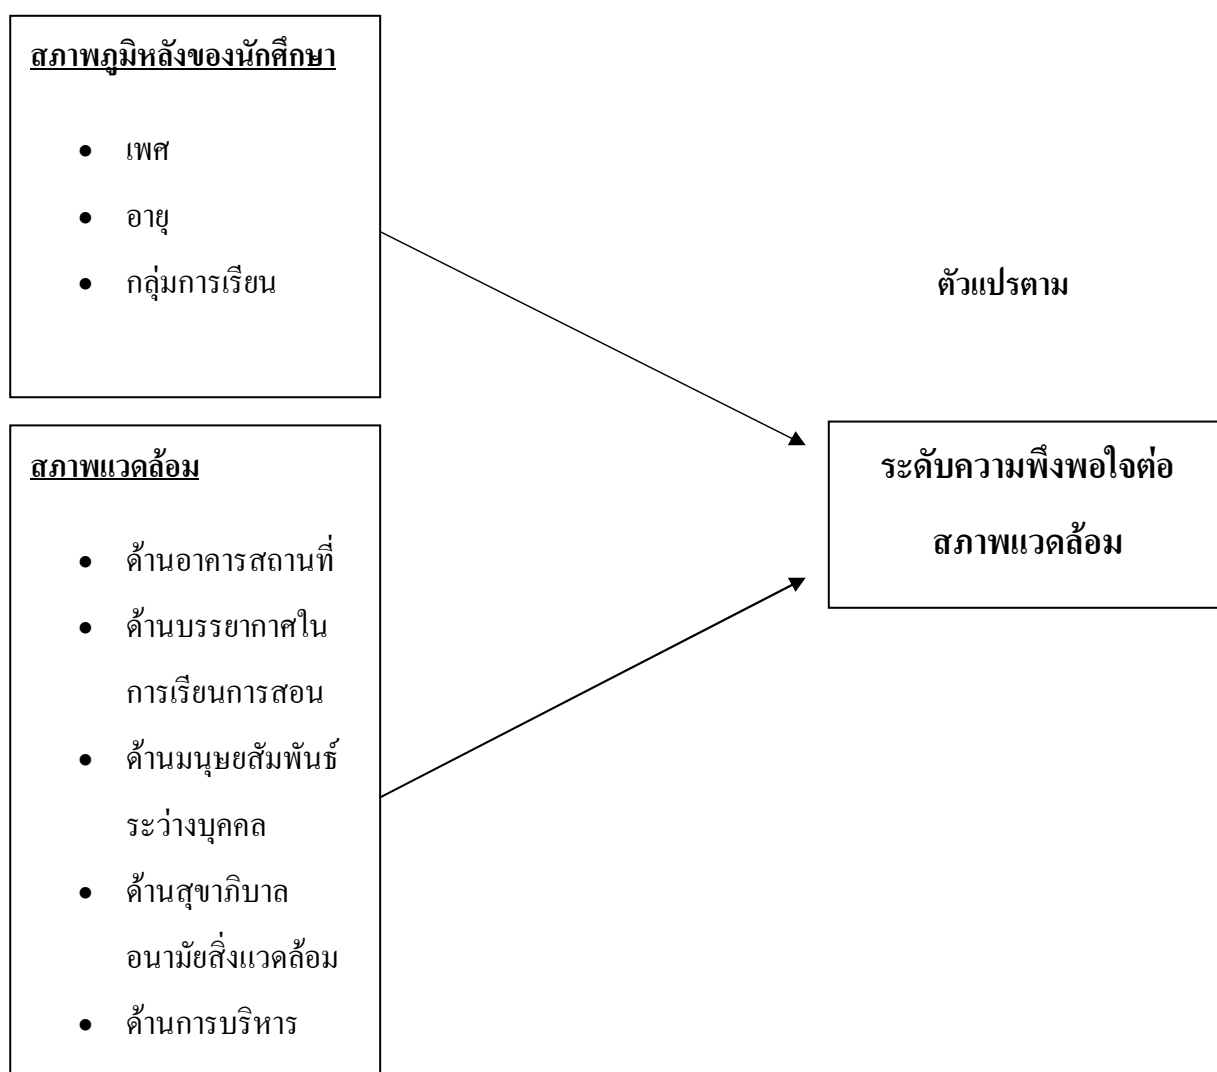 สภาพภูมิหลังของนักศึกษา
• เพศ
• อายุ
• กลุ่มการเรียน
สภาพแวดล้อม
• ด้านอาคารสถานที่
• ด้านบรรยากาศใน
การเรียนการสอน
• ด้านมนุษยสัมพันธ์
ระว่างบุคคล
• ด้านสุขาภิบาล
อนามัยสิ่งแวดล้อม
• ด้านการบริหาร
ตัวแปรตาม
ระดับความพึงพอใจต่อ
สภาพแวดล้อม